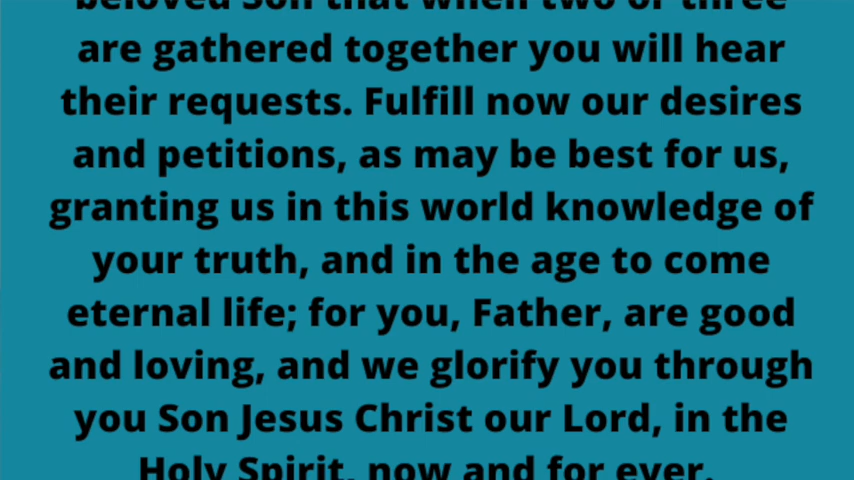 beloved Son that when two or three
are gathered together you will hear
their requests. Fulfill now our desires
and petitions, as may be best for us,
granting us in this world knowledge of
your truth, and in the age to come
eternal life; for you, Father, are good
and loving, and we glorify you through
you Son Jesus Christ our Lord, in the
Holy Spirit, now and for ever.